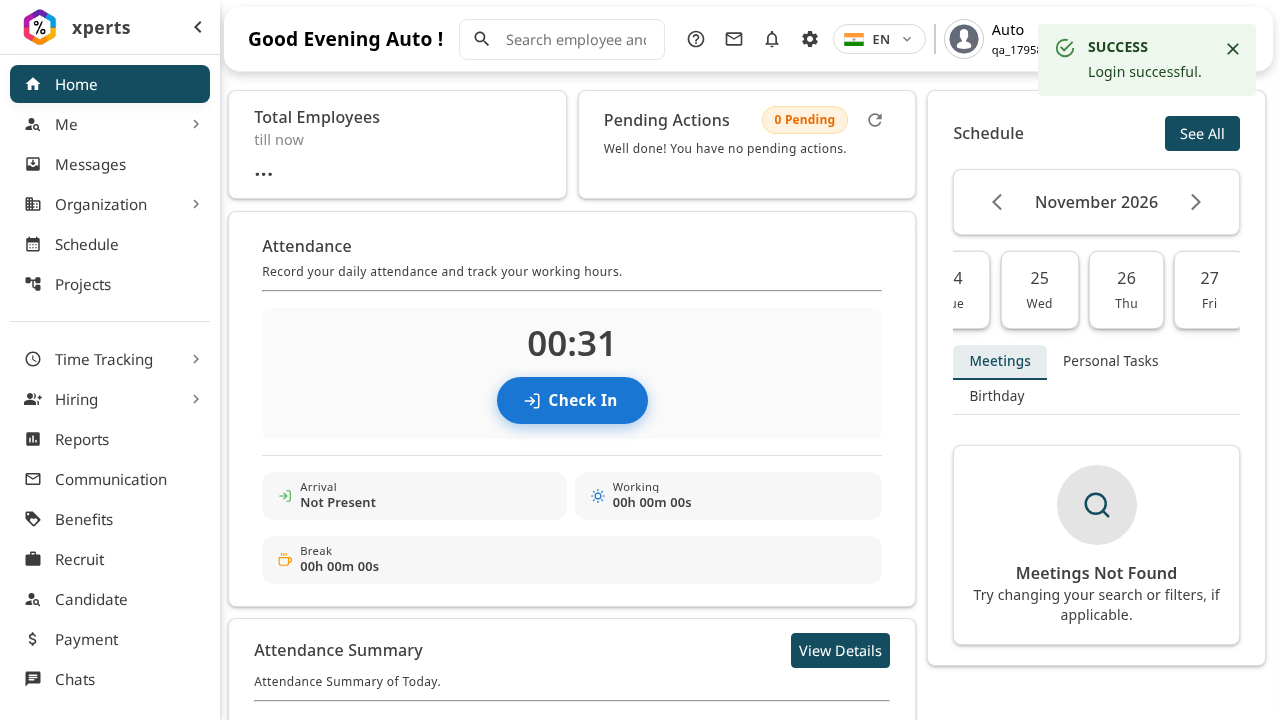 xperts
Home
Me
Messages
Organization
Schedule
Projects
Time Tracking
Hiring
Reports
Communication
Benefits
Recruit
Candidate
Payment
Chats
Good Evening Auto !
Search employee an
EN
Auto
qa_1795
SUCCESS
Login successful.
Total Employees
till now
...
Pending Actions
0 Pending
Well done! You have no pending actions.
Attendance
Record your daily attendance and track your working hours.
00:31
Check In
Arrival
Not Present
Working
00h 00m 00s
Break
00h 00m 00s
Attendance Summary
View Details
Attendance Summary of Today.
Schedule
See All
November 2026
4 25 26 27
ue Wed Thu Fri
Meetings Personal Tasks
Birthday
Meetings Not Found
Try changing your search or filters, if
applicable.